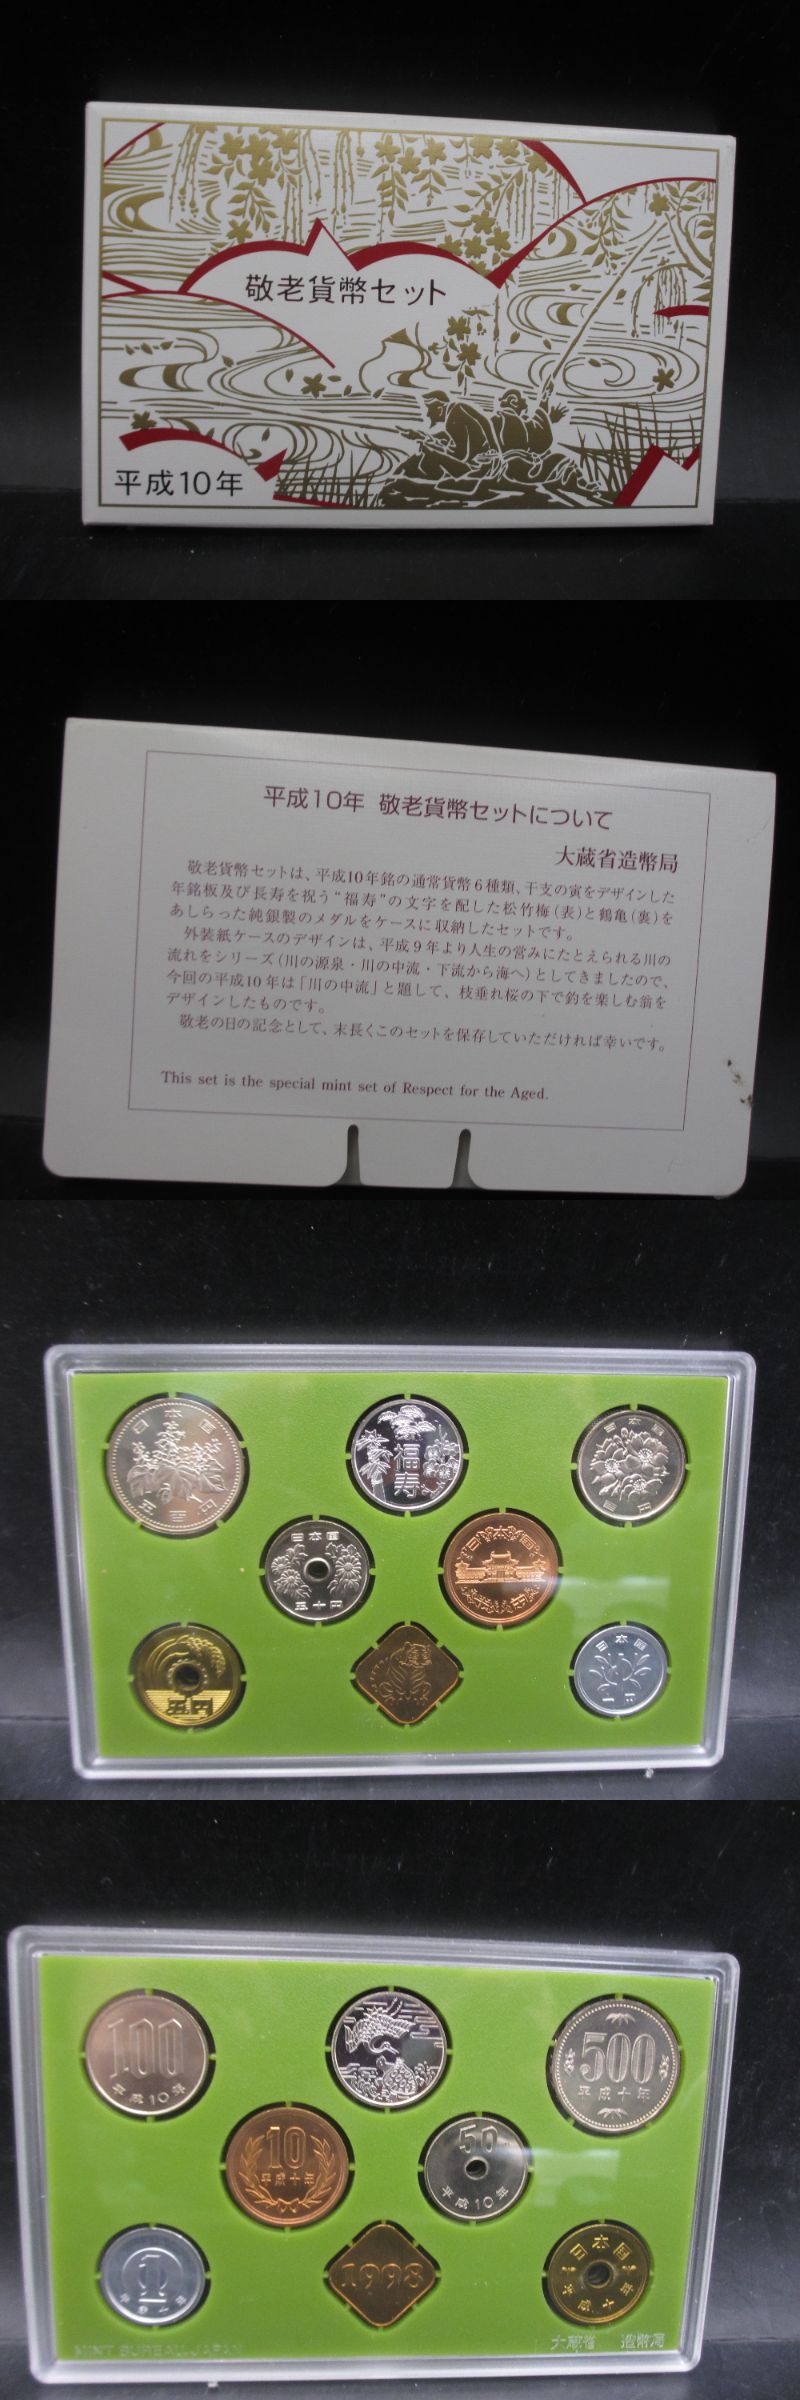 敬老貨幣セット
平成10年
平成10年 敬老貨幣セットについて
大蔵省造幣局
敬老貨幣セットは、平成10年銘の通常貨幣6種類、干支の寅をデザインした
年銘板及び長寿を祝う“福寿”の文字を配した松竹梅(表)と鶴亀(裏)を
あしらった純銀製のメダルをケースに収納したセットです。
外装紙ケースのデザインは、平成9年より人生の営みにたとえられる川の
流れをシリーズ(川の源泉・川の中流・下流から海へ)としてきましたので、
今回の平成10年は「川の中流」と題して、枝垂れ桜の下で釣を楽しむ翁を
デザインしたものです。
敬老の日の記念として、末長くこのセットを保存していただければ幸いです。
This set is the special mint set of Respect for the Aged.
日本国
五百円
福寿
日本国
百円
日本国
五十円
日本国
五円
日本国
一円
100
平成10年
500
平成十年
10
平成十年
50
平成10年
1
1998
日本国
平成十年
MINT BUREAU, JAPAN
大蔵省 造幣局